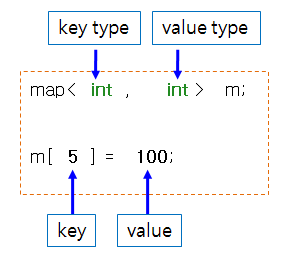 key type value type
map< int , int > m;
m[ 5 ] = 100;
key value